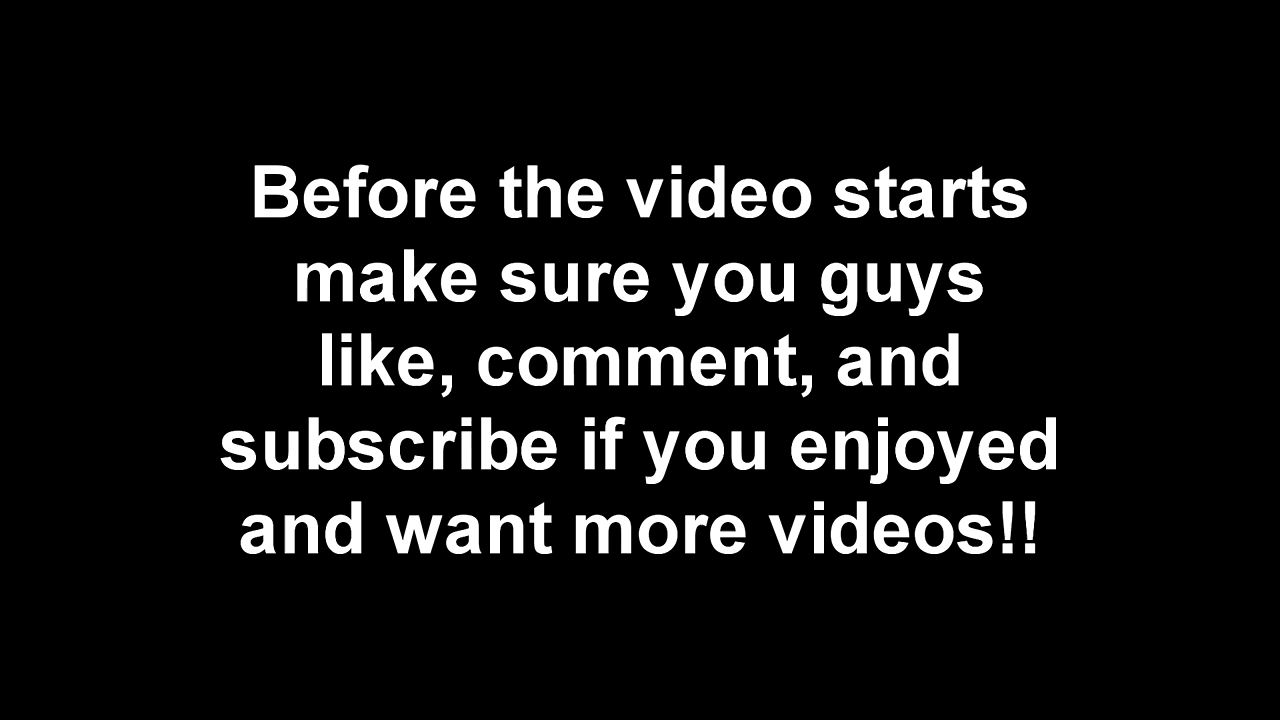 Before the video starts
make sure you guys
like, comment, and
subscribe if you enjoyed
and want more videos!!